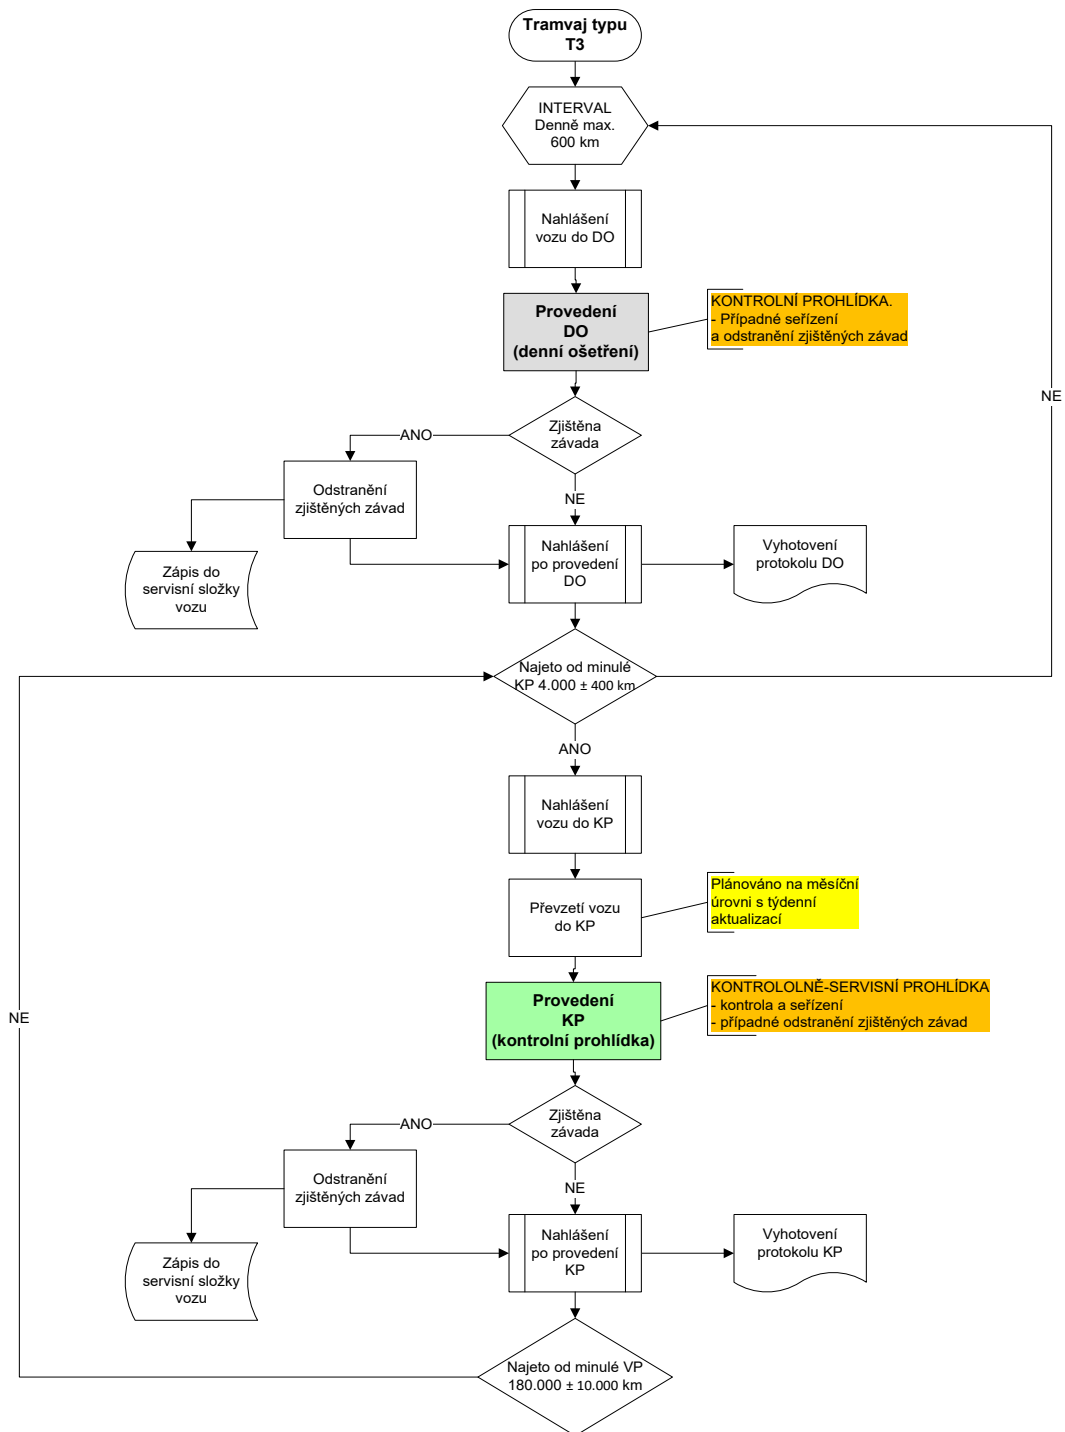 Tramvaj typu
T3
INTERVAL
Denně max.
600 km
Nahlášení
vozu do DO
Provedení
DO
(denní ošetření)
KONTROLNÍ PROHLÍDKA.
- Případné seřízení
a odstranění zjištěných závad
NE
Zjištěna
závada
ANO
Odstranění
zjištěných závad
NE
Zápis do
servisní složky
vozu
Nahlášení
po provedení
DO
Vyhotovení
protokolu DO
Najeto od minulé
KP 4.000 ± 400 km
ANO
Nahlášení
vozu do KP
Převzetí vozu
do KP
Plánováno na měsíční
úrovni s týdenní
aktualizací
Provedení
KP
(kontrolní prohlídka)
KONTROLOLNĚ-SERVISNÍ PROHLÍDKA
- kontrola a seřízení
- případné odstranění zjištěných závad
NE
Zjištěna
závada
ANO
Odstranění
zjištěných závad
NE
Zápis do
servisní složky
vozu
Nahlášení
po provedení
KP
Vyhotovení
protokolu KP
Najeto od minulé VP
180.000 ± 10.000 km